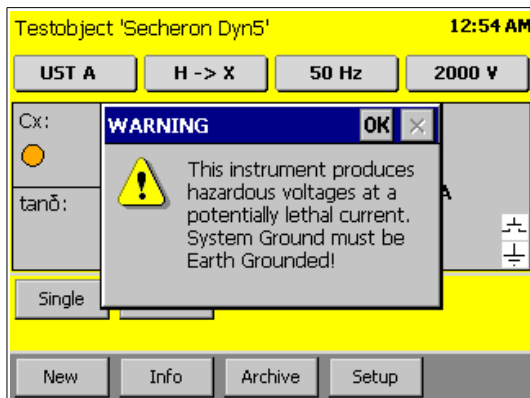 Testobject 'Secheron Dyn5' 12:54 AM
UST A H -> X 50 Hz 2000 V
Cx:
WARNING OK
This instrument produces
hazardous voltages at a
potentially lethal current.
System Ground must be
Earth Grounded!
A
tanδ:
Single
New Info Archive Setup